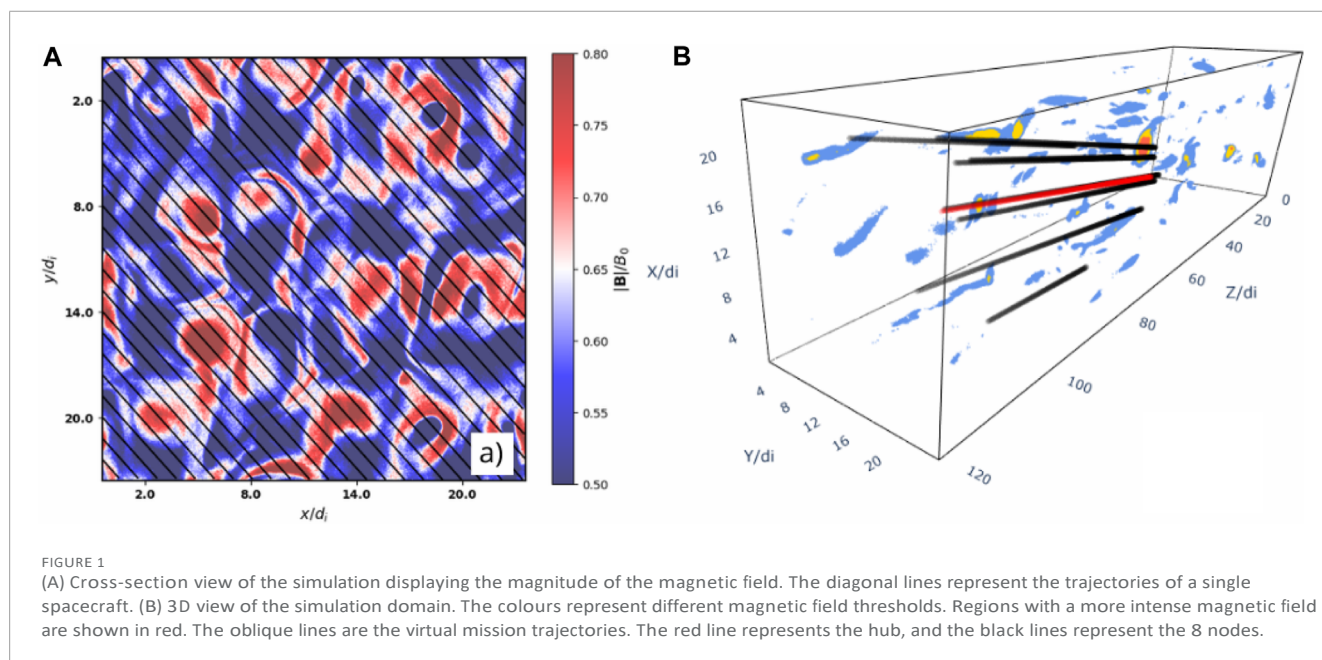 A
B
2.0
8.0
14.0
20.0
y/d_i
2.0
8.0
14.0
20.0
x/d_i
a)
0.80
0.75
0.70
0.65
0.60
0.55
0.50
|B|/B_0
20
16
12
8
4
X/di
4
8
12
16
20
Y/di
120
100
80
60
40
20
0
Z/di
FIGURE 1
(A) Cross-section view of the simulation displaying the magnitude of the magnetic field. The diagonal lines represent the trajectories of a single
spacecraft. (B) 3D view of the simulation domain. The colours represent different magnetic field thresholds. Regions with a more intense magnetic field
are shown in red. The oblique lines are the virtual mission trajectories. The red line represents the hub, and the black lines represent the 8 nodes.